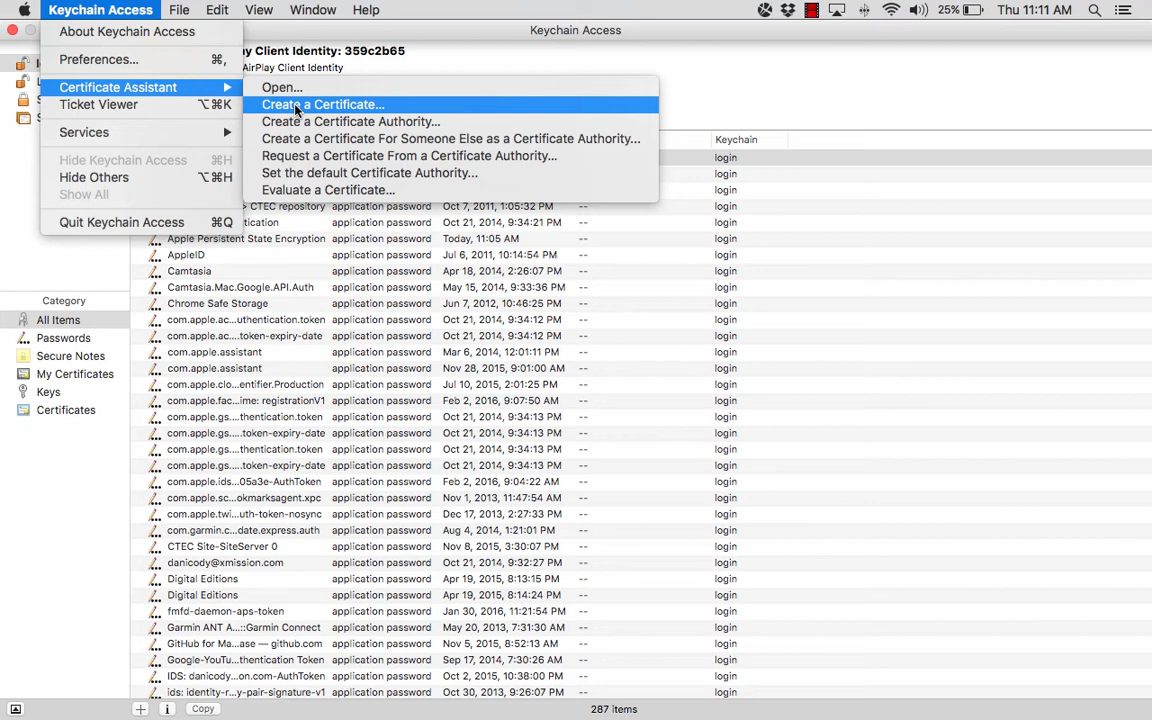 Keychain Access File Edit View Window Help 25% Thu 11:11 AM
Keychain Access
About Keychain Access
Preferences... ⌘,
Certificate Assistant
Ticket Viewer ⌥⌘K
Services
Hide Keychain Access ⌘H
Hide Others ⌥⌘H
Show All
Quit Keychain Access ⌘Q
Open...
Create a Certificate...
Create a Certificate Authority...
Create a Certificate For Someone Else as a Certificate Authority...
Request a Certificate From a Certificate Authority...
Set the default Certificate Authority...
Evaluate a Certificate...
lay Client Identity: 359c2b65
AirPlay Client Identity
Keychain
login
login
login
> CTEC repository application password Oct 7, 2011, 1:05:32 PM -- login
ntication application password Oct 21, 2014, 9:34:21 PM -- login
Apple Persistent State Encryption application password Today, 11:05 AM -- login
AppleID application password Jul 6, 2011, 10:14:54 PM -- login
Camtasia application password Apr 18, 2014, 2:26:07 PM -- login
Camtasia.Mac.Google.API.Auth application password May 15, 2014, 9:33:36 PM -- login
Chrome Safe Storage application password Jun 7, 2012, 10:46:25 PM -- login
com.apple.ac...uthentication.token application password Oct 21, 2014, 9:34:12 PM -- login
com.apple.ac...token-expiry-date application password Oct 21, 2014, 9:34:12 PM -- login
com.apple.assistant application password Mar 6, 2014, 12:01:11 PM -- login
com.apple.assistant application password Nov 28, 2015, 9:01:00 AM -- login
com.apple.clo...entifier.Production application password Jul 10, 2015, 2:01:25 PM -- login
com.apple.fac...ime: registrationV1 application password Feb 2, 2016, 9:07:50 AM -- login
com.apple.gs....thentication.token application password Oct 21, 2014, 9:34:13 PM -- login
com.apple.gs....token-expiry-date application password Oct 21, 2014, 9:34:13 PM -- login
com.apple.gs....thentication.token application password Oct 21, 2014, 9:34:13 PM -- login
com.apple.gs....token-expiry-date application password Oct 21, 2014, 9:34:13 PM -- login
com.apple.ids...05a3e-AuthToken application password Feb 2, 2016, 9:04:22 AM -- login
com.apple.sc...okmarksagent.xpc application password Nov 1, 2013, 11:47:54 AM -- login
com.apple.twi...uth-token-nosync application password Dec 17, 2013, 2:27:33 PM -- login
com.garmin.c...date.express.auth application password Aug 4, 2014, 1:21:01 PM -- login
CTEC Site-SiteServer 0 application password Nov 8, 2015, 3:30:07 PM -- login
danicody@xmission.com application password Oct 21, 2014, 9:32:27 PM -- login
Digital Editions application password Apr 19, 2015, 8:13:15 PM -- login
Digital Editions application password Apr 19, 2015, 8:14:24 PM -- login
fmfd-daemon-aps-token application password Jan 30, 2016, 11:21:54 PM -- login
Garmin ANT A...::Garmin Connect application password May 20, 2013, 7:31:30 AM -- login
GitHub for Ma...ase — github.com application password Nov 5, 2015, 8:52:13 AM -- login
Google-YouTu...thentication Token application password Sep 17, 2014, 7:30:26 AM -- login
IDS: danicody...on.com-AuthToken application password Oct 2, 2015, 10:38:00 PM -- login
ids: identity-r...y-pair-signature-v1 application password Oct 30, 2013, 9:26:07 PM -- login
Category
All Items
Passwords
Secure Notes
My Certificates
Keys
Certificates
+ i Copy 287 items